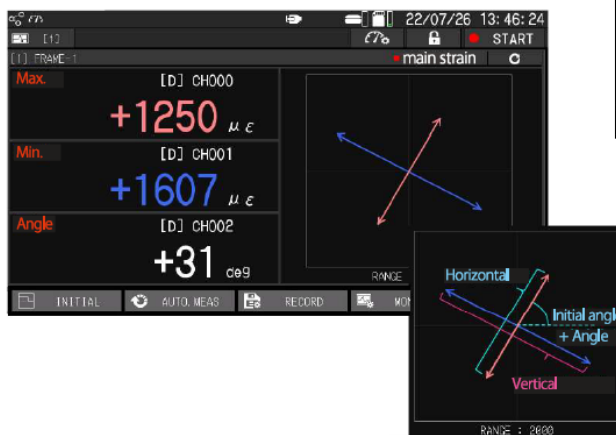 22/07/26 13:46:24
[1]
START
[1] FRAME-1
main strain
Max.
[D] CH000
+1250 με
Min.
[D] CH001
+1607 με
Angle
[D] CH002
+31 deg
RANGE
INITIAL
AUTO.MEAS
RECORD
Horizontal
Initial angle
+ Angle
Vertical
RANGE : 2000